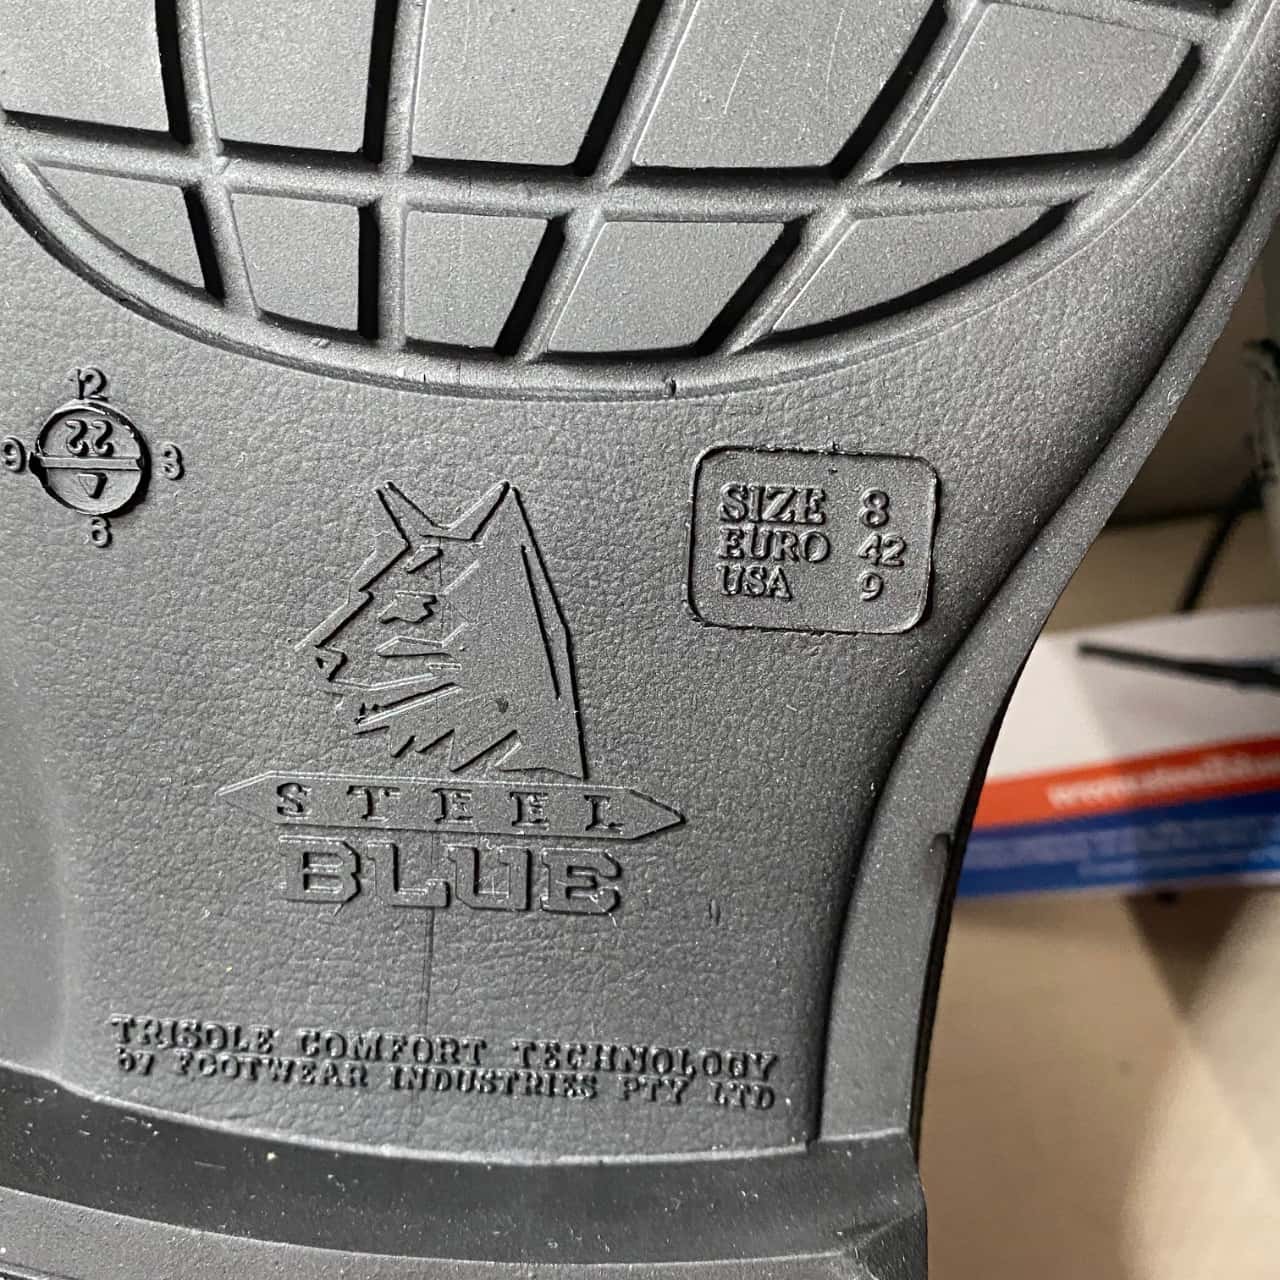 12
9 22 3
6
SIZE 8
EURO 42
USA 9
STEEL
BLUE
TRISOLE COMFORT TECHNOLOGY
by FOOTWEAR INDUSTRIES PTY LTD